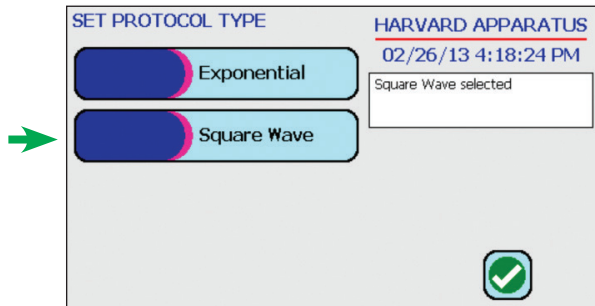 SET PROTOCOL TYPE
Exponential
Square Wave
HARVARD APPARATUS
02/26/13 4:18:24 PM
Square Wave selected